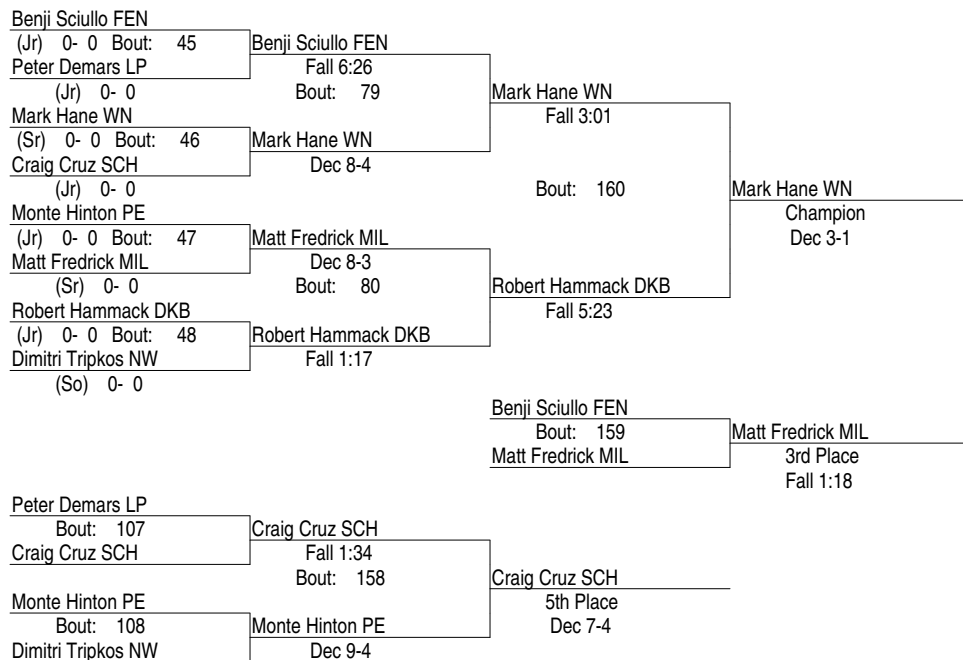 Benji Sciullo FEN
(Jr) 0- 0 Bout: 45
Benji Sciullo FEN
Peter Demars LP
Fall 6:26
(Jr) 0- 0
Bout: 79
Mark Hane WN
Mark Hane WN
Fall 3:01
(Sr) 0- 0 Bout: 46
Mark Hane WN
Craig Cruz SCH
Dec 8-4
(Jr) 0- 0
Bout: 160
Mark Hane WN
Monte Hinton PE
Champion
(Jr) 0- 0 Bout: 47
Matt Fredrick MIL
Dec 3-1
Matt Fredrick MIL
Dec 8-3
(Sr) 0- 0
Bout: 80
Robert Hammack DKB
Robert Hammack DKB
Fall 5:23
(Jr) 0- 0 Bout: 48
Robert Hammack DKB
Dimitri Tripkos NW
Fall 1:17
(So) 0- 0
Benji Sciullo FEN
Bout: 159
Matt Fredrick MIL
Matt Fredrick MIL
3rd Place
Fall 1:18
Peter Demars LP
Bout: 107
Craig Cruz SCH
Craig Cruz SCH
Fall 1:34
Bout: 158
Craig Cruz SCH
Monte Hinton PE
5th Place
Bout: 108
Monte Hinton PE
Dec 7-4
Dimitri Tripkos NW
Dec 9-4